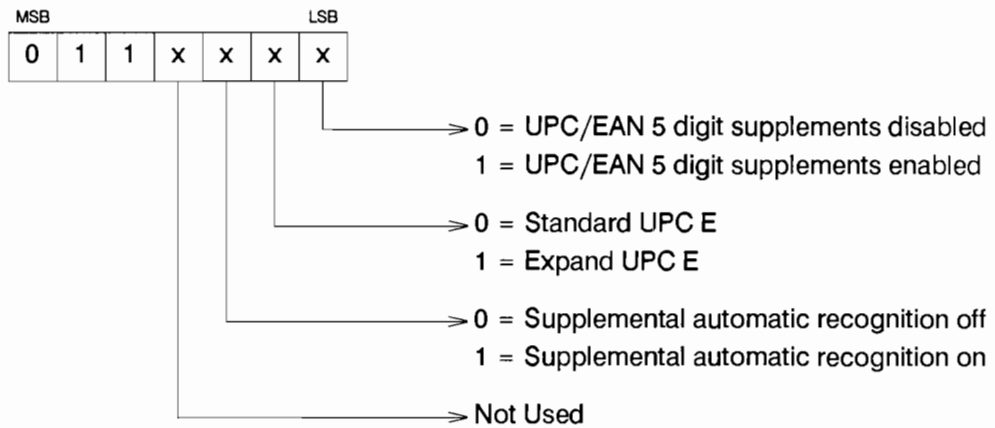 MSB LSB
0 1 1 x x x x
0 = UPC/EAN 5 digit supplements disabled
1 = UPC/EAN 5 digit supplements enabled
0 = Standard UPC E
1 = Expand UPC E
0 = Supplemental automatic recognition off
1 = Supplemental automatic recognition on
Not Used